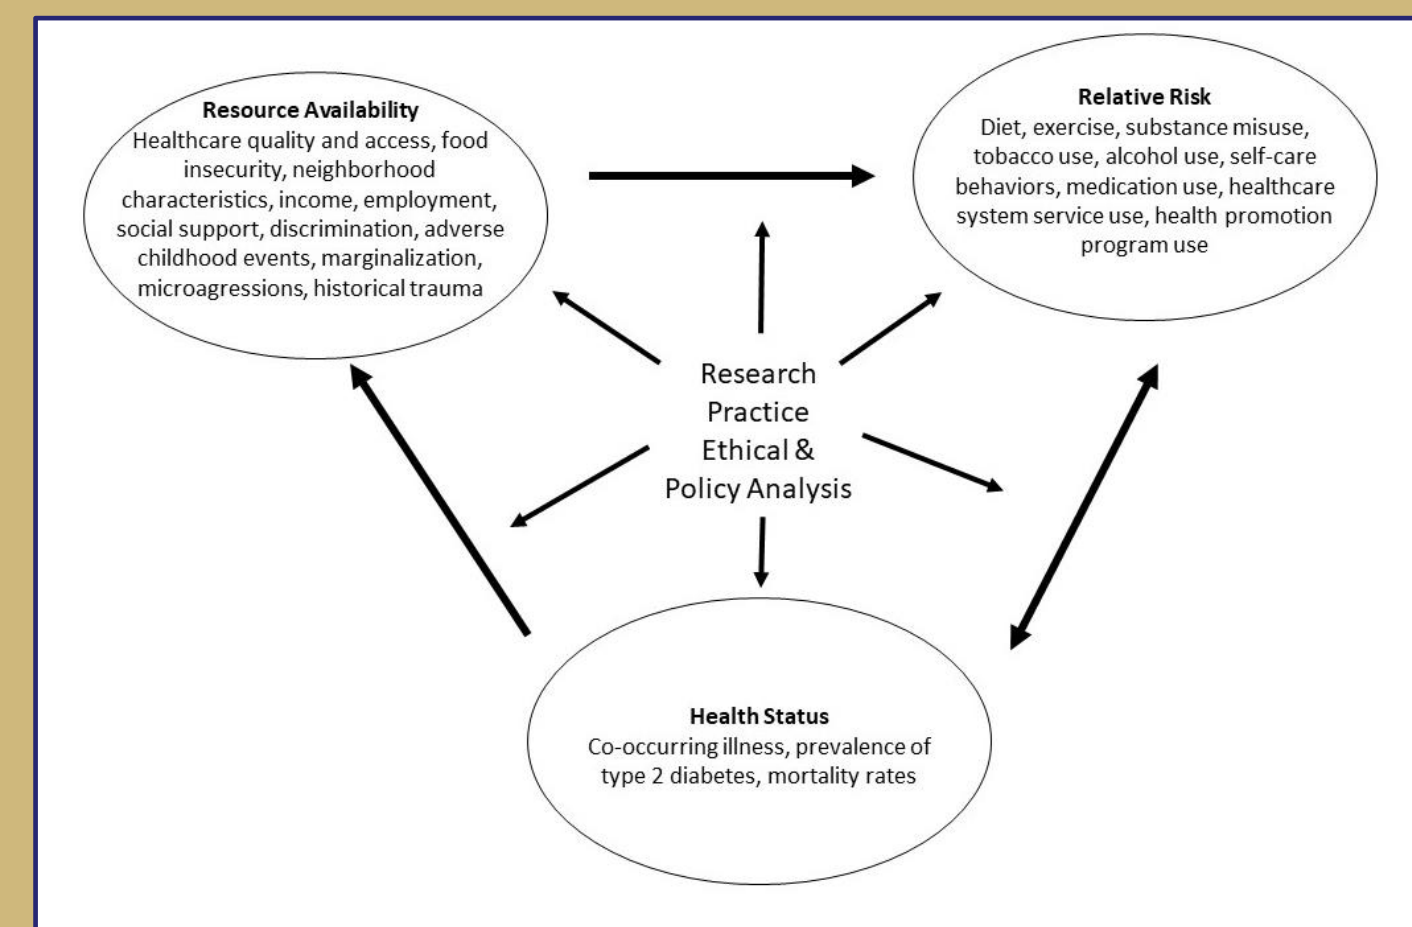 Resource Availability
Healthcare quality and access, food
insecurity, neighborhood
characteristics, income, employment,
social support, discrimination, adverse
childhood events, marginalization,
microagressions, historical trauma
Relative Risk
Diet, exercise, substance misuse,
tobacco use, alcohol use, self-care
behaviors, medication use, healthcare
system service use, health promotion
program use
Research
Practice
Ethical &
Policy Analysis
Health Status
Co-occurring illness, prevalence of
type 2 diabetes, mortality rates